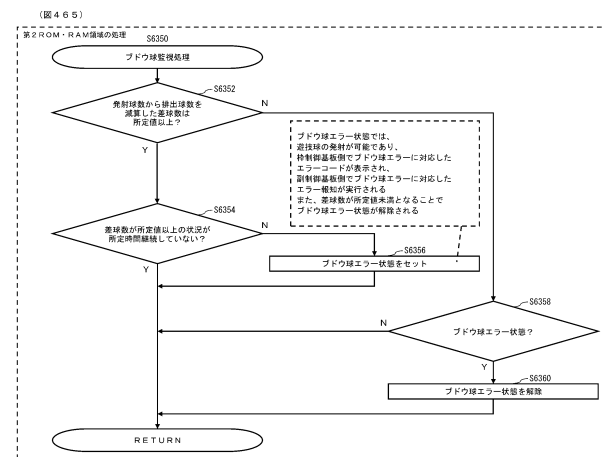 (図465)
第2ROM・RAM領域の処理
S6350
ブドウ球監視処理
S6352
発射球数から排出球数を
減算した差球数は
所定値以上？
N
Y
ブドウ球エラー状態では、
遊技球の発射が可能であり、
枠制御基板側でブドウ球エラーに対応した
エラーコードが表示され、
副制御基板側でブドウ球エラーに対応した
エラー報知が実行される
また、差球数が所定値未満となることで
ブドウ球エラー状態が解除される
S6354
差球数が所定値以上の状況が
所定時間継続していない？
N
Y
S6356
ブドウ球エラー状態をセット
S6358
ブドウ球エラー状態？
N
Y
S6360
ブドウ球エラー状態を解除
RETURN